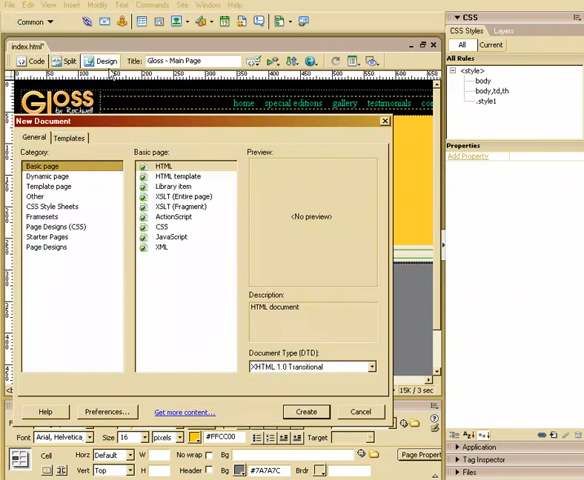 File Edit View Insert Modify Text Commands Site Window Help
Common
CSS
CSS Styles Layers
All Current
All Rules
<style>
body
body,td,th
.style1
Properties
Add Property
index.html*
Code Split Design Title: Gloss - Main Page
Gloss
by Rockwell
home special editions gallery testimonials
New Document
General Templates
Category:
Basic page
Dynamic page
Template page
Other
CSS Style Sheets
Framesets
Page Designs (CSS)
Starter Pages
Page Designs
Basic page:
HTML
HTML template
Library item
XSLT (Entire page)
XSLT (Fragment)
ActionScript
CSS
JavaScript
XML
Preview:
<No preview>
Description:
HTML document
Document Type (DTD):
XHTML 1.0 Transitional
Help Preferences... Get more content... Create Cancel
15K / 3 sec
Font Arial, Helvetica, Size 16 pixels #FFCC00 Target
Cell Horz Default W No wrap Bg Page Propert
Vert Top H Header Bg #7A7A7C Brdr
Application
Tag Inspector
Files